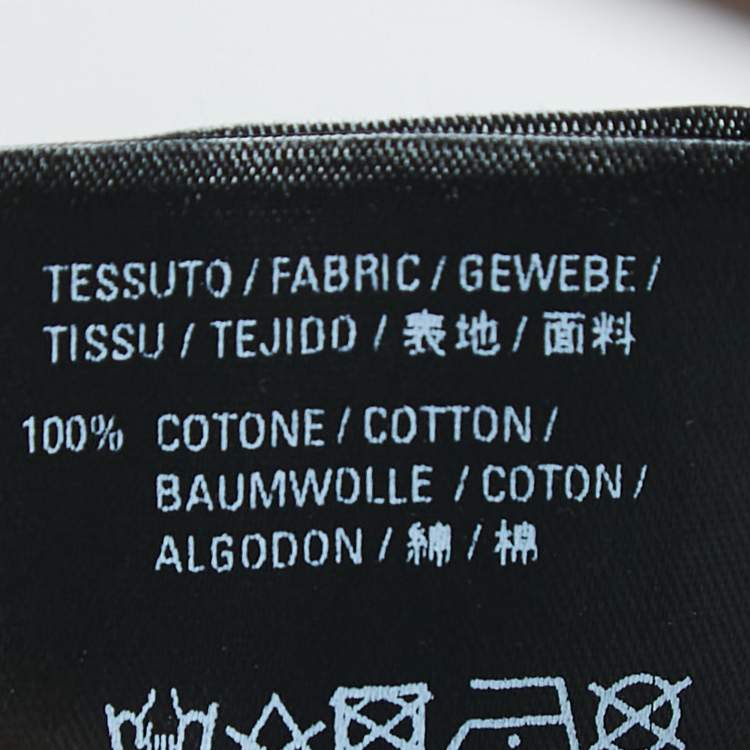 TESSUTO / FABRIC / GEWEBE /
TISSU / TEJIDO / 表地 / 面料
100% COTONE / COTTON /
BAUMWOLLE / COTON /
ALGODON / 綿 / 棉